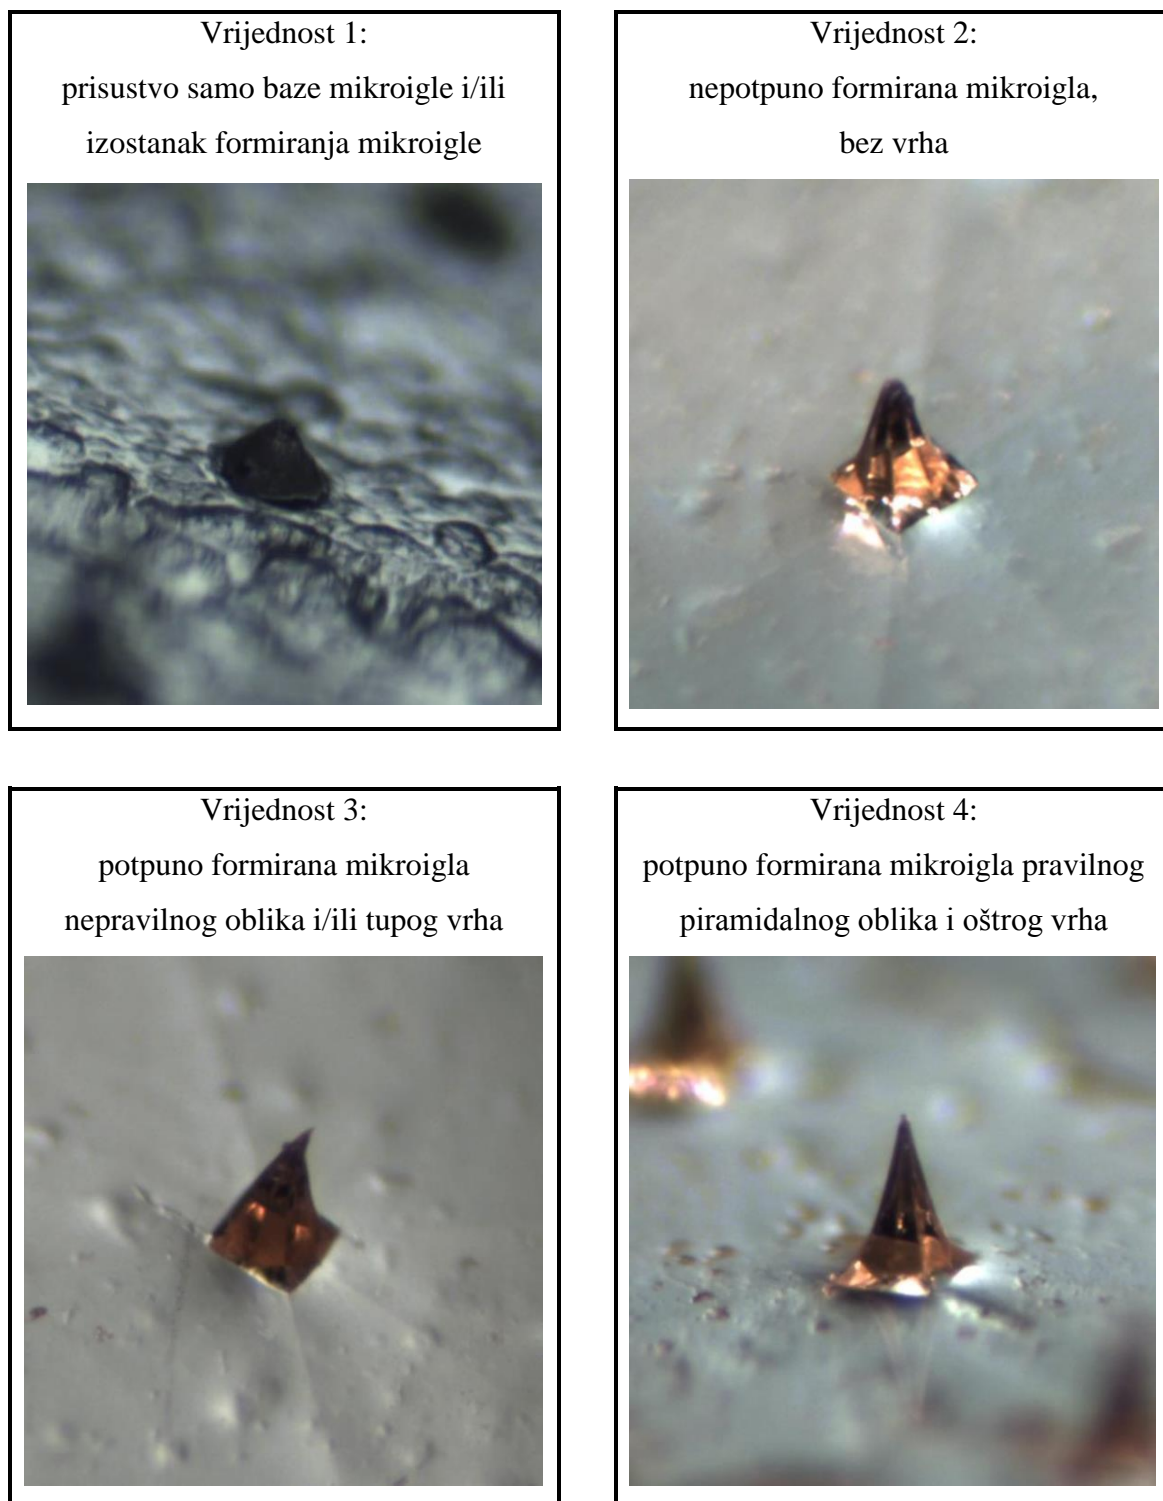 Vrijednost 1:
prisustvo samo baze mikroigle i/ili
izostanak formiranja mikroigle
Vrijednost 2:
nepotpuno formirana mikroigla,
bez vrha
Vrijednost 3:
potpuno formirana mikroigla
nepravilnog oblika i/ili tupog vrha
Vrijednost 4:
potpuno formirana mikroigla pravilnog
piramidalnog oblika i oštrog vrha